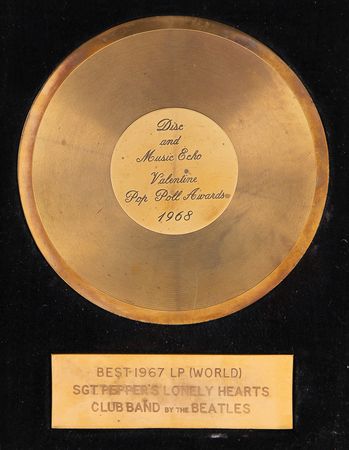 Disc
and
Music Echo
Valentine
Pop Poll Awards
1968
BEST 1967 LP (WORLD)
SGT. PEPPER'S LONELY HEARTS
CLUB BAND BY THE BEATLES